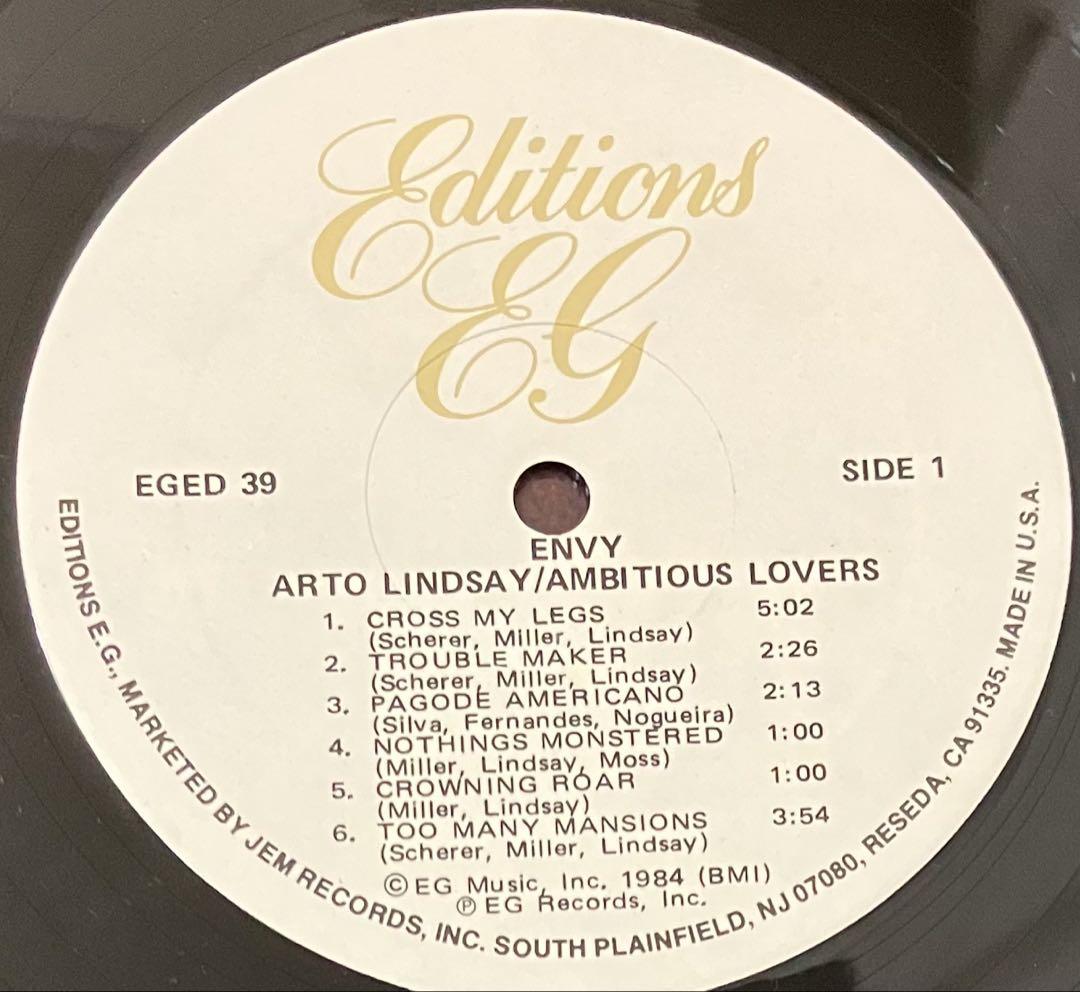 Editions
EG
EGED 39
SIDE 1
ENVY
ARTO LINDSAY/AMBITIOUS LOVERS
1. CROSS MY LEGS 5:02
(Scherer, Miller, Lindsay)
2. TROUBLE MAKER 2:26
(Scherer, Miller, Lindsay)
3. PAGODE AMERICANO 2:13
(Silva, Fernandes, Nogueira)
4. NOTHINGS MONSTERED 1:00
(Miller, Lindsay, Moss)
5. CROWNING ROAR 1:00
(Miller, Lindsay)
6. TOO MANY MANSIONS 3:54
(Scherer, Miller, Lindsay)
©EG Music, Inc. 1984 (BMI)
℗ EG Records, Inc.
EDITIONS E.G., MARKETED BY JEM RECORDS, INC. SOUTH PLAINFIELD, NJ 07080, RESEDA, CA 91335. MADE IN U.S.A.